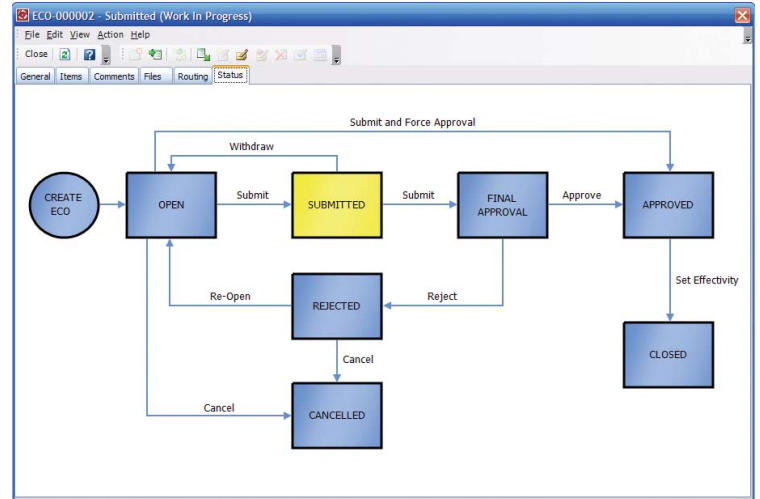 ECO-000002 - Submitted (Work In Progress)
File Edit View Action Help
Close
General Items Comments Files Routing Status
Submit and Force Approval
Withdraw
CREATE
ECO
OPEN
Submit
SUBMITTED
Submit
FINAL
APPROVAL
Approve
APPROVED
Set Effectivity
Re-Open
REJECTED
Reject
CLOSED
Cancel
Cancel
CANCELLED